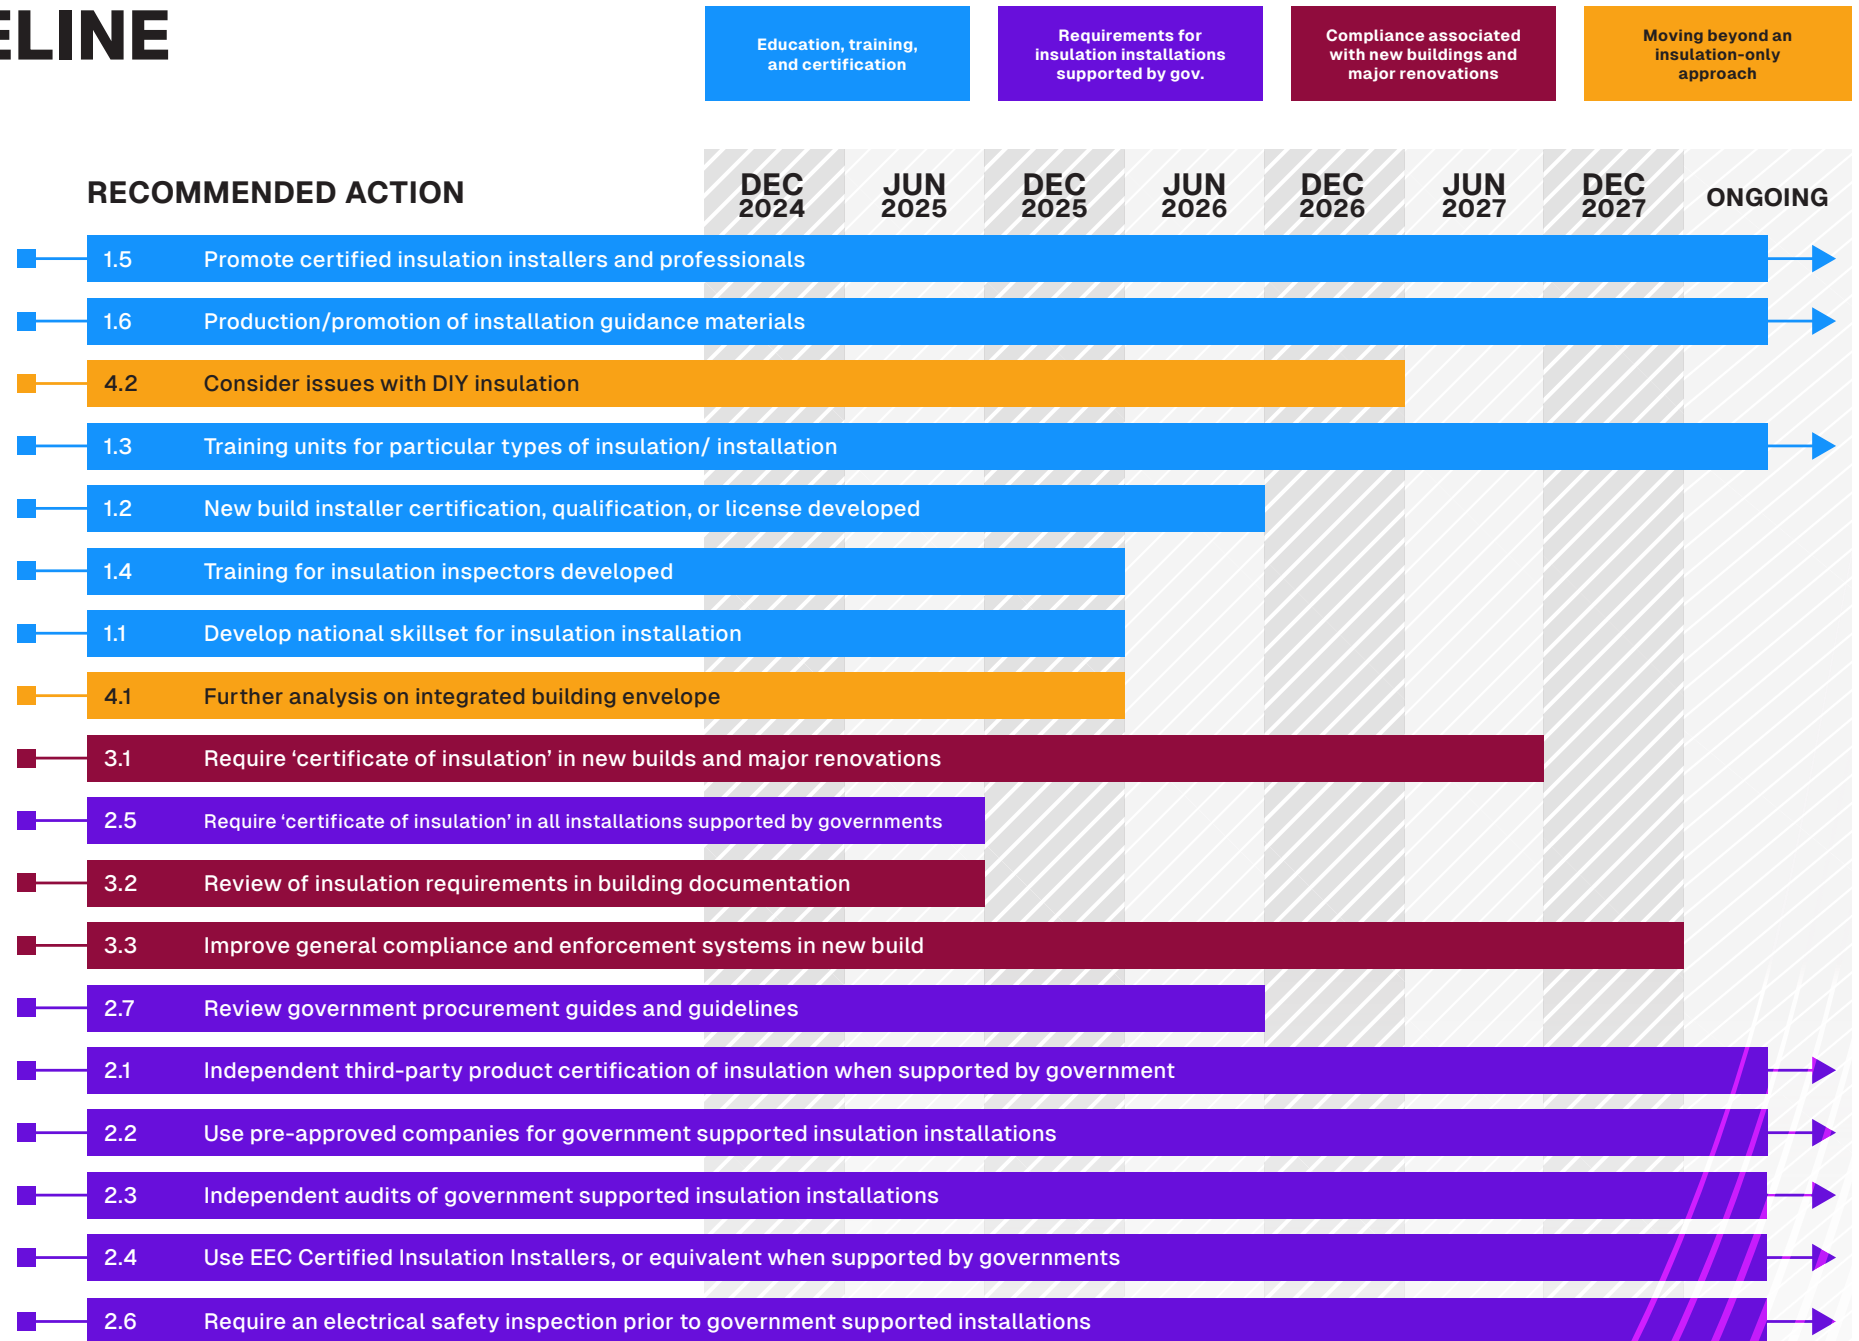 ELINE
Education, training,
and certification
Requirements for
insulation installations
supported by gov.
Compliance associated
with new buildings and
major renovations
Moving beyond an
insulation-only
approach
RECOMMENDED ACTION
DEC
2024
JUN
2025
DEC
2025
JUN
2026
DEC
2026
JUN
2027
DEC
2027
ONGOING
1.5 Promote certified insulation installers and professionals
1.6 Production/promotion of installation guidance materials
4.2 Consider issues with DIY insulation
1.3 Training units for particular types of insulation/ installation
1.2 New build installer certification, qualification, or license developed
1.4 Training for insulation inspectors developed
1.1 Develop national skillset for insulation installation
4.1 Further analysis on integrated building envelope
3.1 Require ‘certificate of insulation’ in new builds and major renovations
2.5 Require ‘certificate of insulation’ in all installations supported by governments
3.2 Review of insulation requirements in building documentation
3.3 Improve general compliance and enforcement systems in new build
2.7 Review government procurement guides and guidelines
2.1 Independent third-party product certification of insulation when supported by government
2.2 Use pre-approved companies for government supported insulation installations
2.3 Independent audits of government supported insulation installations
2.4 Use EEC Certified Insulation Installers, or equivalent when supported by governments
2.6 Require an electrical safety inspection prior to government supported installations